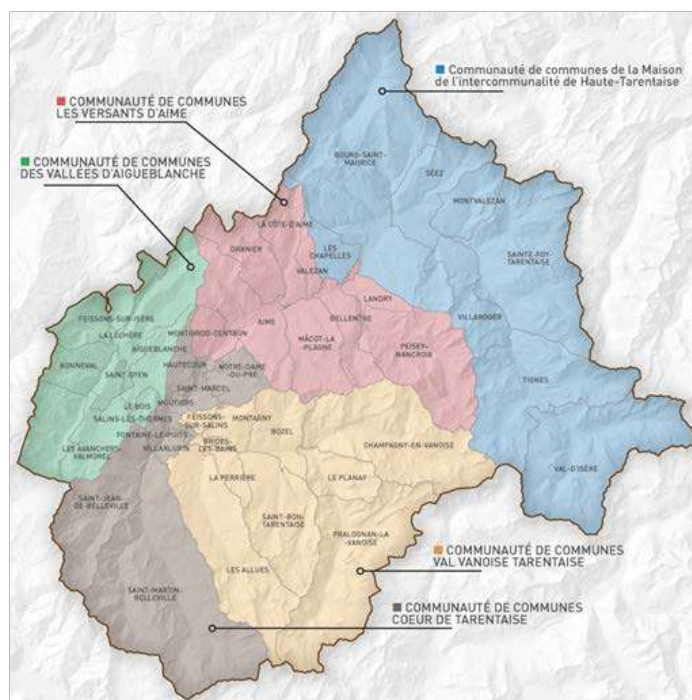 ■ Communauté de communes de la Maison
de l'intercommunalité de Haute-Tarentaise
■ COMMUNAUTÉ DE COMMUNES
LES VERSANTS D'AIME
■ COMMUNAUTÉ DE COMMUNES
DES VALLÉES D'AIGUEBLANCHE
BOURG-SAINT-
MAURICE
SÉEZ
MONTVALEZAN
LA CÔTE-D'AIME
GRANIER
LES
CHAPELLES
VALEZAN
SAINTE-FOY-
TARENTAISE
LANDRY
BELLENTRE
VILLAROGER
FEISSONS-SUR-ISÈRE
LA LÉCHÈRE
MONTGIROD-CENTRON
AIME
MÂCOT-LA
-PLAGNE
PEISEY-
NANCROIX
AIGUEBLANCHE
BONNEVAL
HAUTECOUR
NOTRE-DAME
-DU-PRÉ
SAINT-OYEN
SAINT-MARCEL
TIGNES
LE BOIS
MOÛTIERS
SALINS-LES-THERMES
FEISSONS-
SUR-SALINS
MONTAGNY
BOZEL
FONTAINE-LE-PUITS
VILLARLURIN
BRIDES-
LES-BAINS
CHAMPAGNY-EN-VANOISE
LES AVANCHERS-
VALMOREL
VAL-D'ISÈRE
LA PERRIÈRE
LE PLANAY
SAINT-JEAN-
DE-BELLEVILLE
SAINT-BON-
TARENTAISE
PRALOGNAN-LA
-VANOISE
■ COMMUNAUTÉ DE COMMUNES
VAL VANOISE TARENTAISE
LES ALLUES
SAINT-MARTIN-
BELLEVILLE
■ COMMUNAUTÉ DE COMMUNES
COEUR DE TARENTAISE